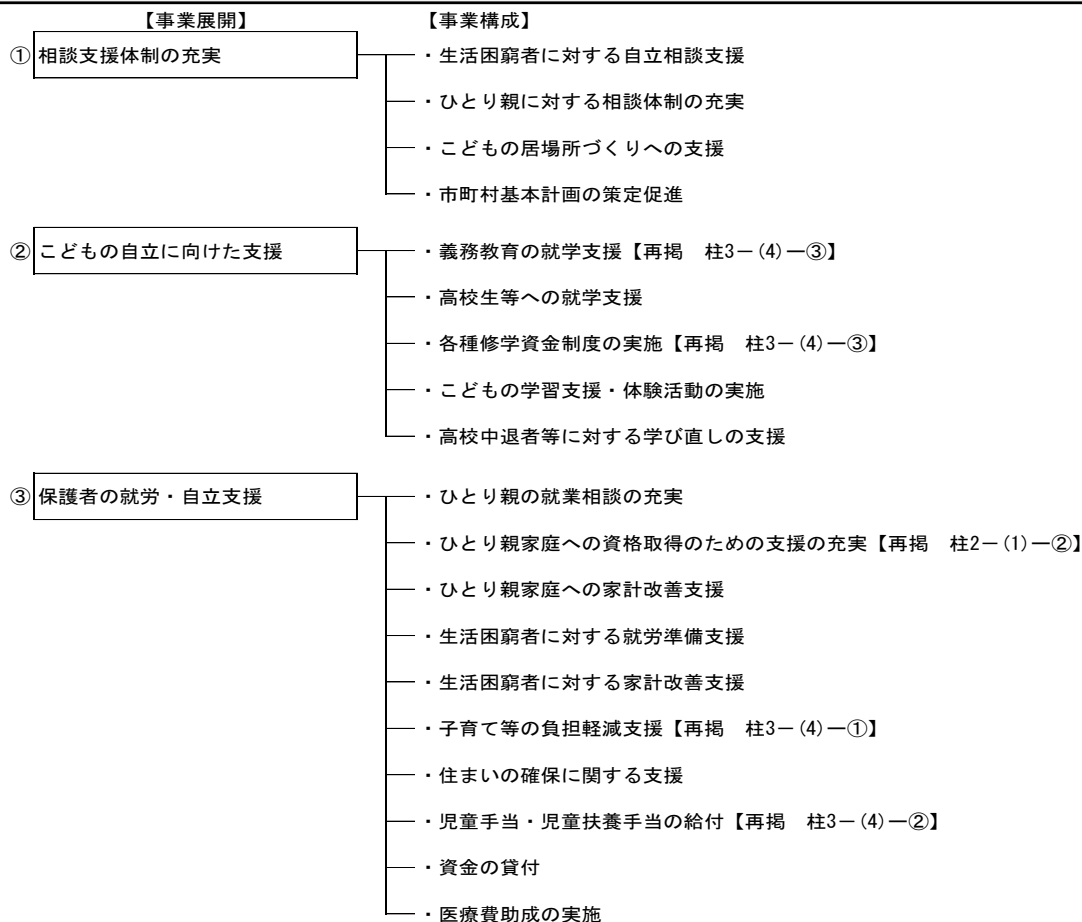 【事業展開】 【事業構成】
① 相談支援体制の充実 ・生活困窮者に対する自立相談支援
・ひとり親に対する相談体制の充実
・こどもの居場所づくりへの支援
・市町村基本計画の策定促進
② こどもの自立に向けた支援 ・義務教育の就学支援【再掲　柱3－(4)－③】
・高校生等への就学支援
・各種修学資金制度の実施【再掲　柱3－(4)－③】
・こどもの学習支援・体験活動の実施
・高校中退者等に対する学び直しの支援
③ 保護者の就労・自立支援 ・ひとり親の就業相談の充実
・ひとり親家庭への資格取得のための支援の充実【再掲　柱2－(1)－②】
・ひとり親家庭への家計改善支援
・生活困窮者に対する就労準備支援
・生活困窮者に対する家計改善支援
・子育て等の負担軽減支援【再掲　柱3－(4)－①】
・住まいの確保に関する支援
・児童手当・児童扶養手当の給付【再掲　柱3－(4)－②】
・資金の貸付
・医療費助成の実施